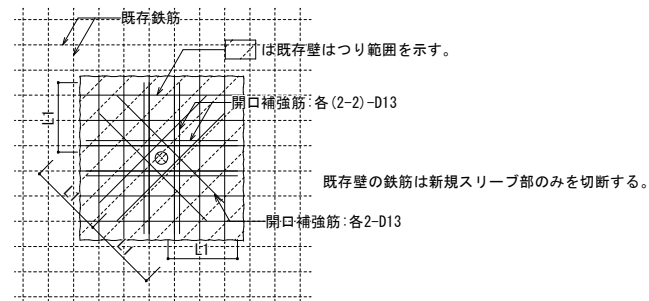 既存鉄筋
は既存壁はつり範囲を示す。
開口補強筋:各(2-2)-D13
L1
既存壁の鉄筋は新規スリーブ部のみを切断する。
L1
開口補強筋:各2-D13
L1
L1